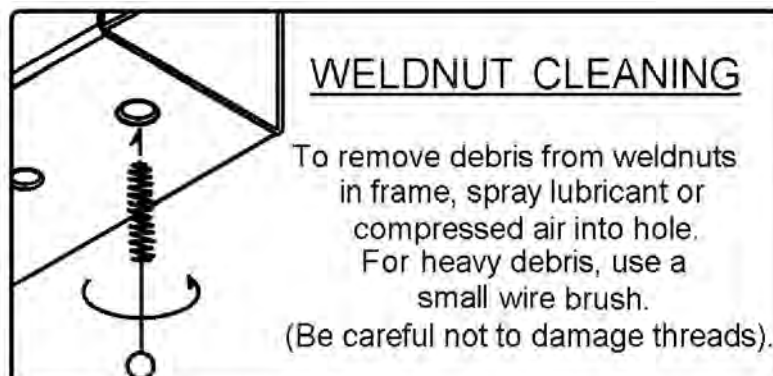 WELDNUT CLEANING
To remove debris from weldnuts
in frame, spray lubricant or
compressed air into hole.
For heavy debris, use a
small wire brush.
(Be careful not to damage threads).